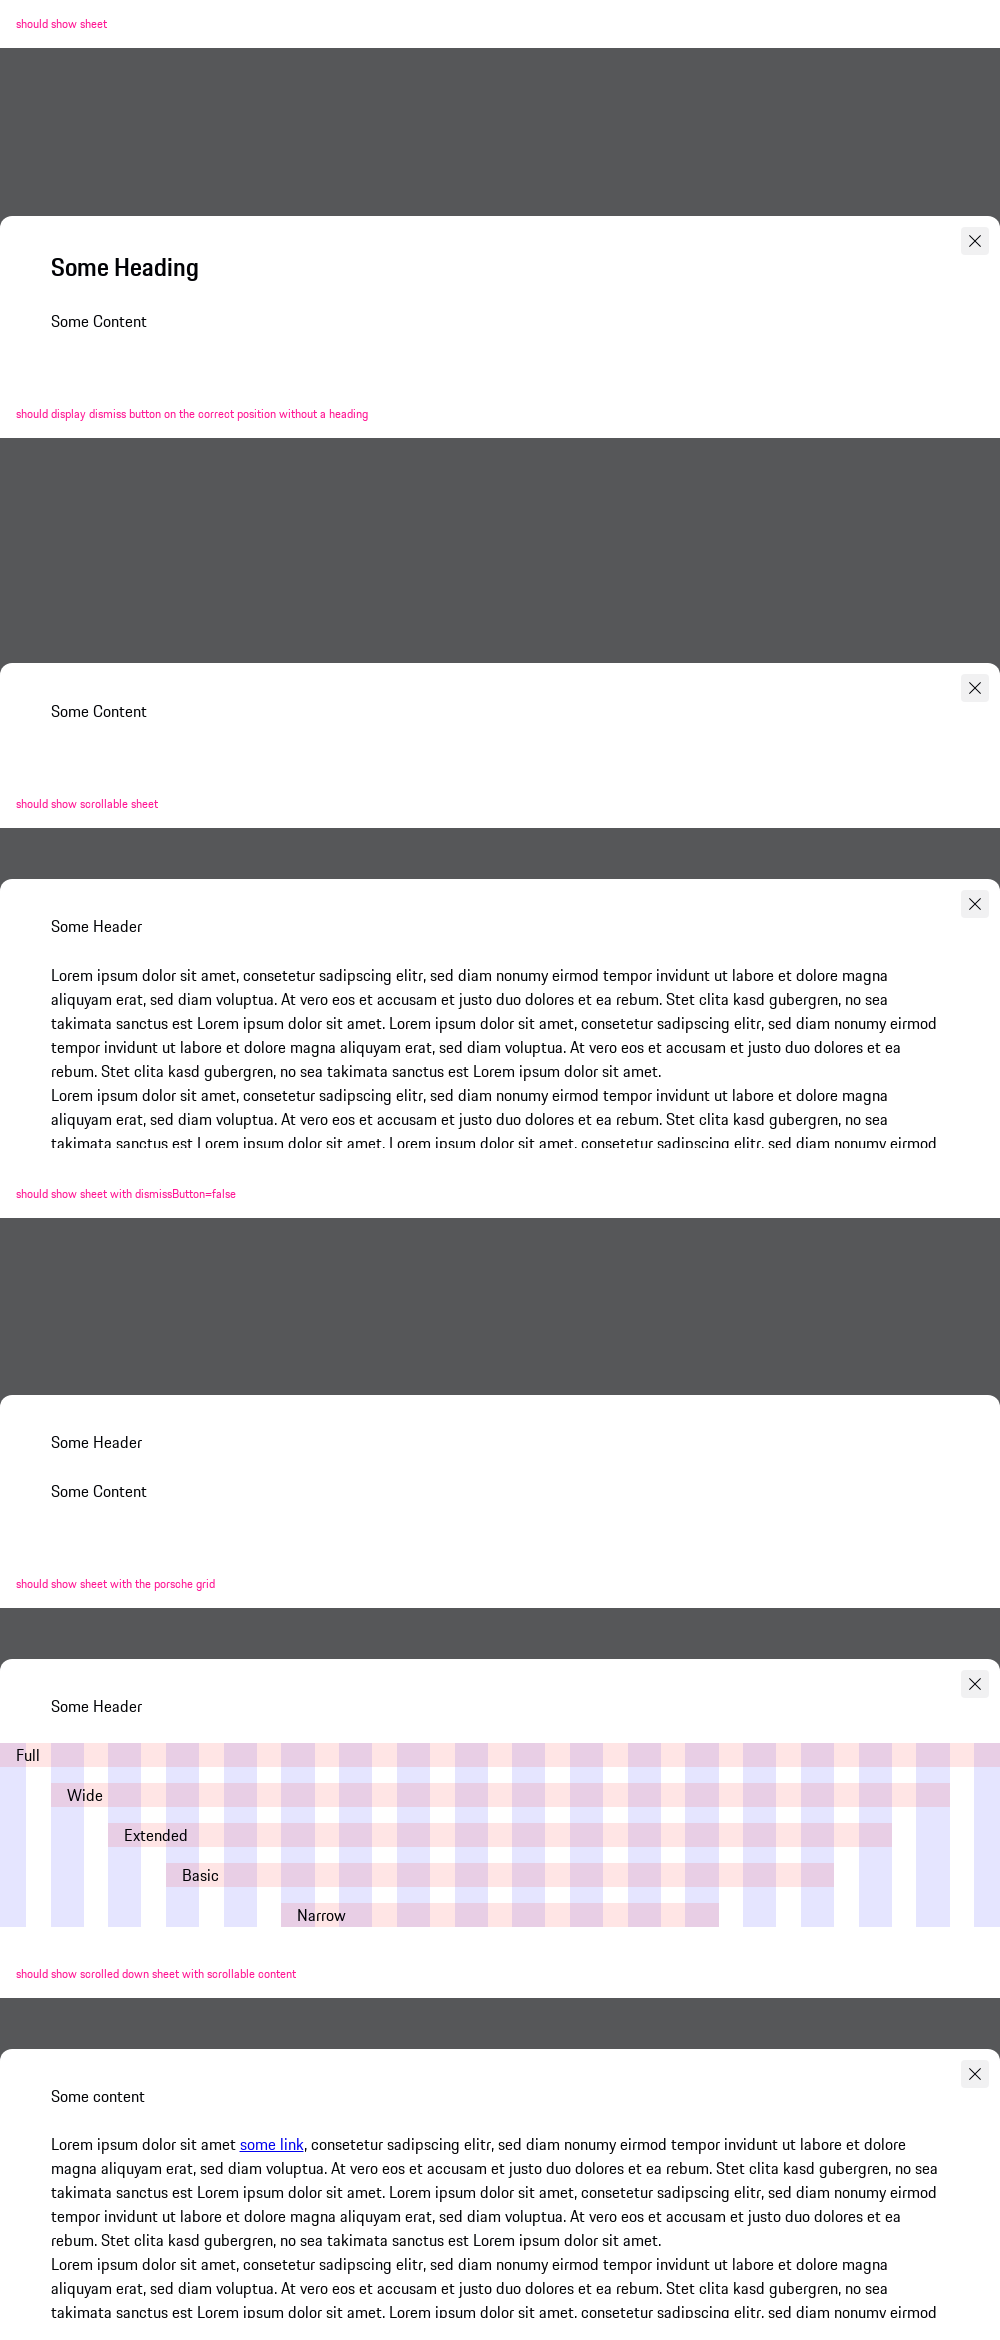 should show sheet
Some Heading
Some Content
should display dismiss button on the correct position without a heading
Some Content
should show scrollable sheet
Some Header
Lorem ipsum dolor sit amet, consetetur sadipscing elitr, sed diam nonumy eirmod tempor invidunt ut labore et dolore magna
aliquyam erat, sed diam voluptua. At vero eos et accusam et justo duo dolores et ea rebum. Stet clita kasd gubergren, no sea
takimata sanctus est Lorem ipsum dolor sit amet. Lorem ipsum dolor sit amet, consetetur sadipscing elitr, sed diam nonumy eirmod
tempor invidunt ut labore et dolore magna aliquyam erat, sed diam voluptua. At vero eos et accusam et justo duo dolores et ea
rebum. Stet clita kasd gubergren, no sea takimata sanctus est Lorem ipsum dolor sit amet.
Lorem ipsum dolor sit amet, consetetur sadipscing elitr, sed diam nonumy eirmod tempor invidunt ut labore et dolore magna
aliquyam erat, sed diam voluptua. At vero eos et accusam et justo duo dolores et ea rebum. Stet clita kasd gubergren, no sea
takimata sanctus est Lorem ipsum dolor sit amet. Lorem ipsum dolor sit amet, consetetur sadipscing elitr, sed diam nonumy eirmod
should show sheet with dismissButton=false
Some Header
Some Content
should show sheet with the porsche grid
Some Header
Full
Wide
Extended
Basic
Narrow
should show scrolled down sheet with scrollable content
Some content
Lorem ipsum dolor sit amet some link, consetetur sadipscing elitr, sed diam nonumy eirmod tempor invidunt ut labore et dolore
magna aliquyam erat, sed diam voluptua. At vero eos et accusam et justo duo dolores et ea rebum. Stet clita kasd gubergren, no sea
takimata sanctus est Lorem ipsum dolor sit amet. Lorem ipsum dolor sit amet, consetetur sadipscing elitr, sed diam nonumy eirmod
tempor invidunt ut labore et dolore magna aliquyam erat, sed diam voluptua. At vero eos et accusam et justo duo dolores et ea
rebum. Stet clita kasd gubergren, no sea takimata sanctus est Lorem ipsum dolor sit amet.
Lorem ipsum dolor sit amet, consetetur sadipscing elitr, sed diam nonumy eirmod tempor invidunt ut labore et dolore magna
aliquyam erat, sed diam voluptua. At vero eos et accusam et justo duo dolores et ea rebum. Stet clita kasd gubergren, no sea
takimata sanctus est Lorem ipsum dolor sit amet. Lorem ipsum dolor sit amet, consetetur sadipscing elitr, sed diam nonumy eirmod